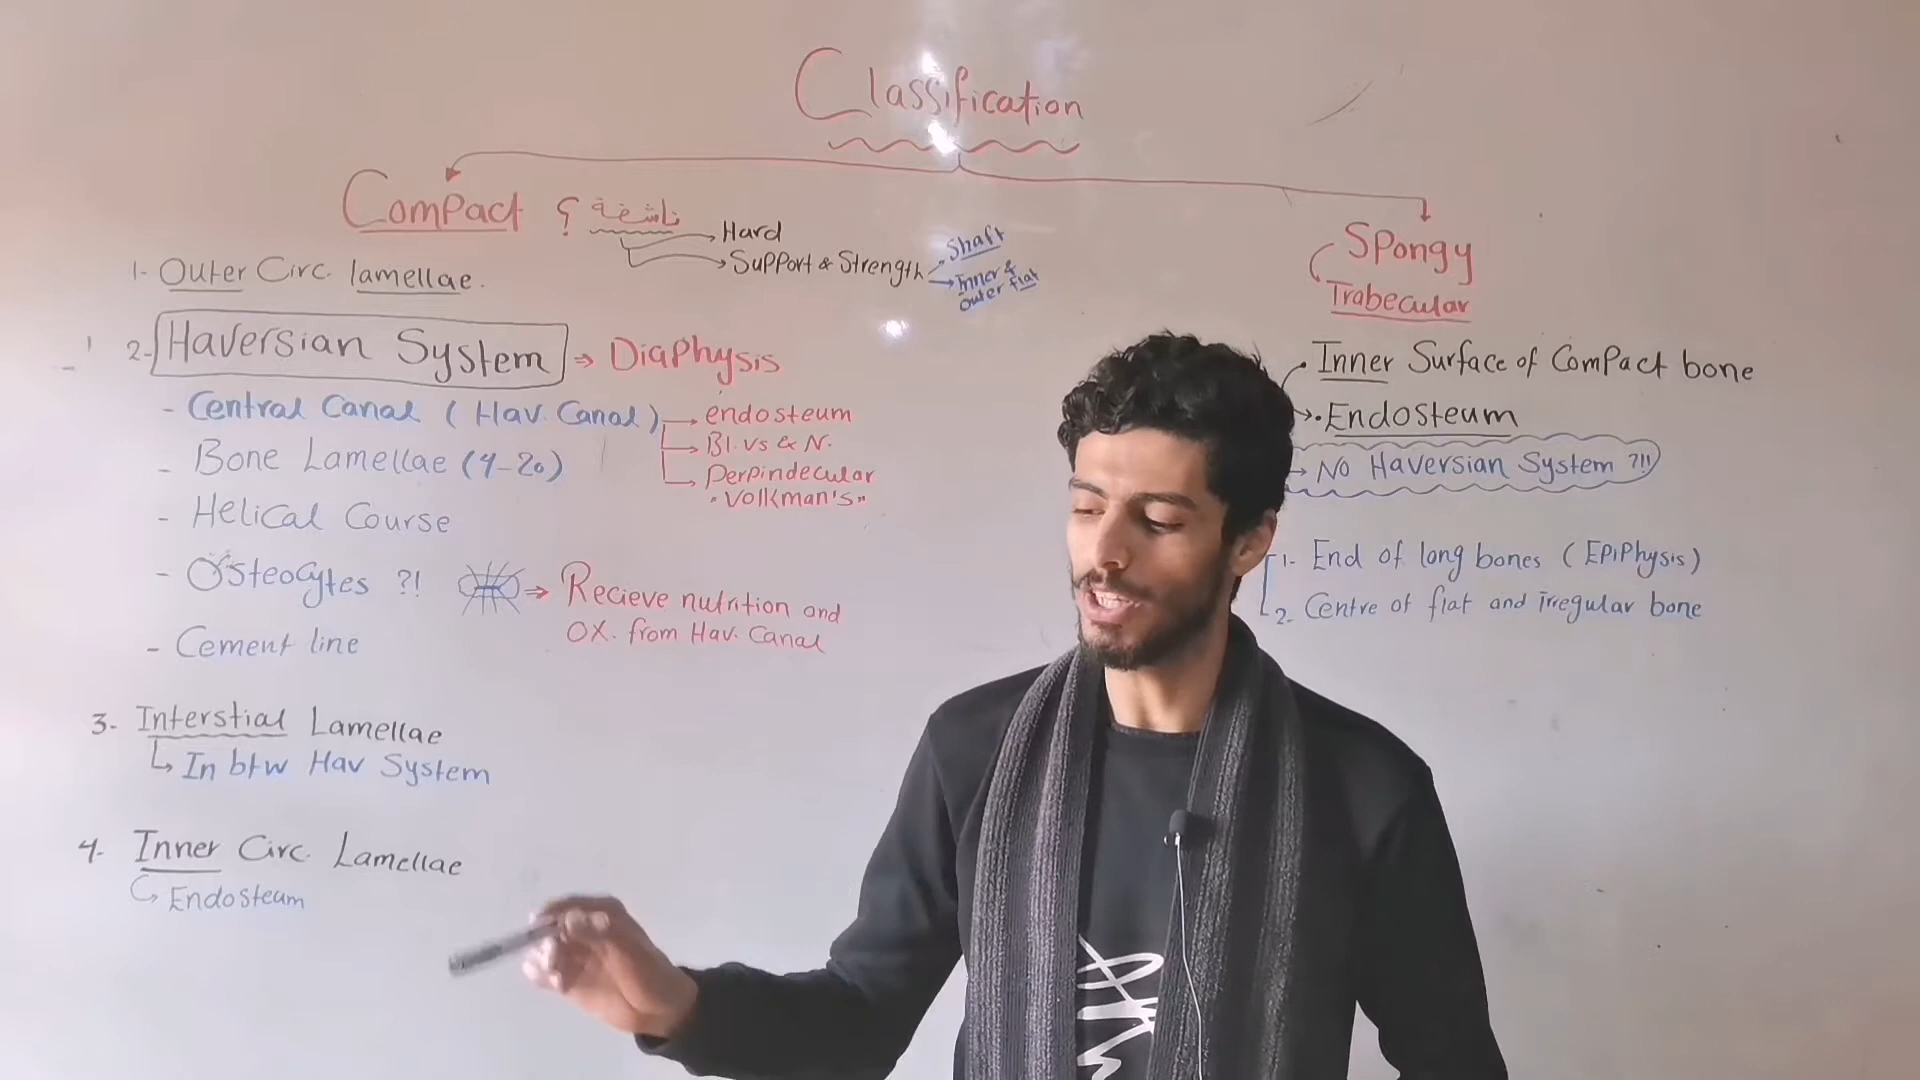 Classification
Compact ؟ ناشفة
Hard
Support & Strength
Shaft
Inner &
outer flat
1- Outer Circ. lamellae.
2- Haversian System ⇒ Diaphysis
- Central Canal (Hav. Canal)
endosteum
Bl. vs & N.
Perpindecular
"Volkman's"
- Bone Lamellae (4-20)
- Helical Course
- Osteocytes ?! ⇒ Recieve nutrition and
OX. from Hav. Canal
- Cement line
3- Interstial Lamellae
In btw Hav System
4- Inner Circ. Lamellae
Endosteum
Spongy
Trabecular
Inner Surface of Compact bone
Endosteum
No Haversian System ?!!
1- End of long bones (Epiphysis)
2- Centre of flat and irregular bone